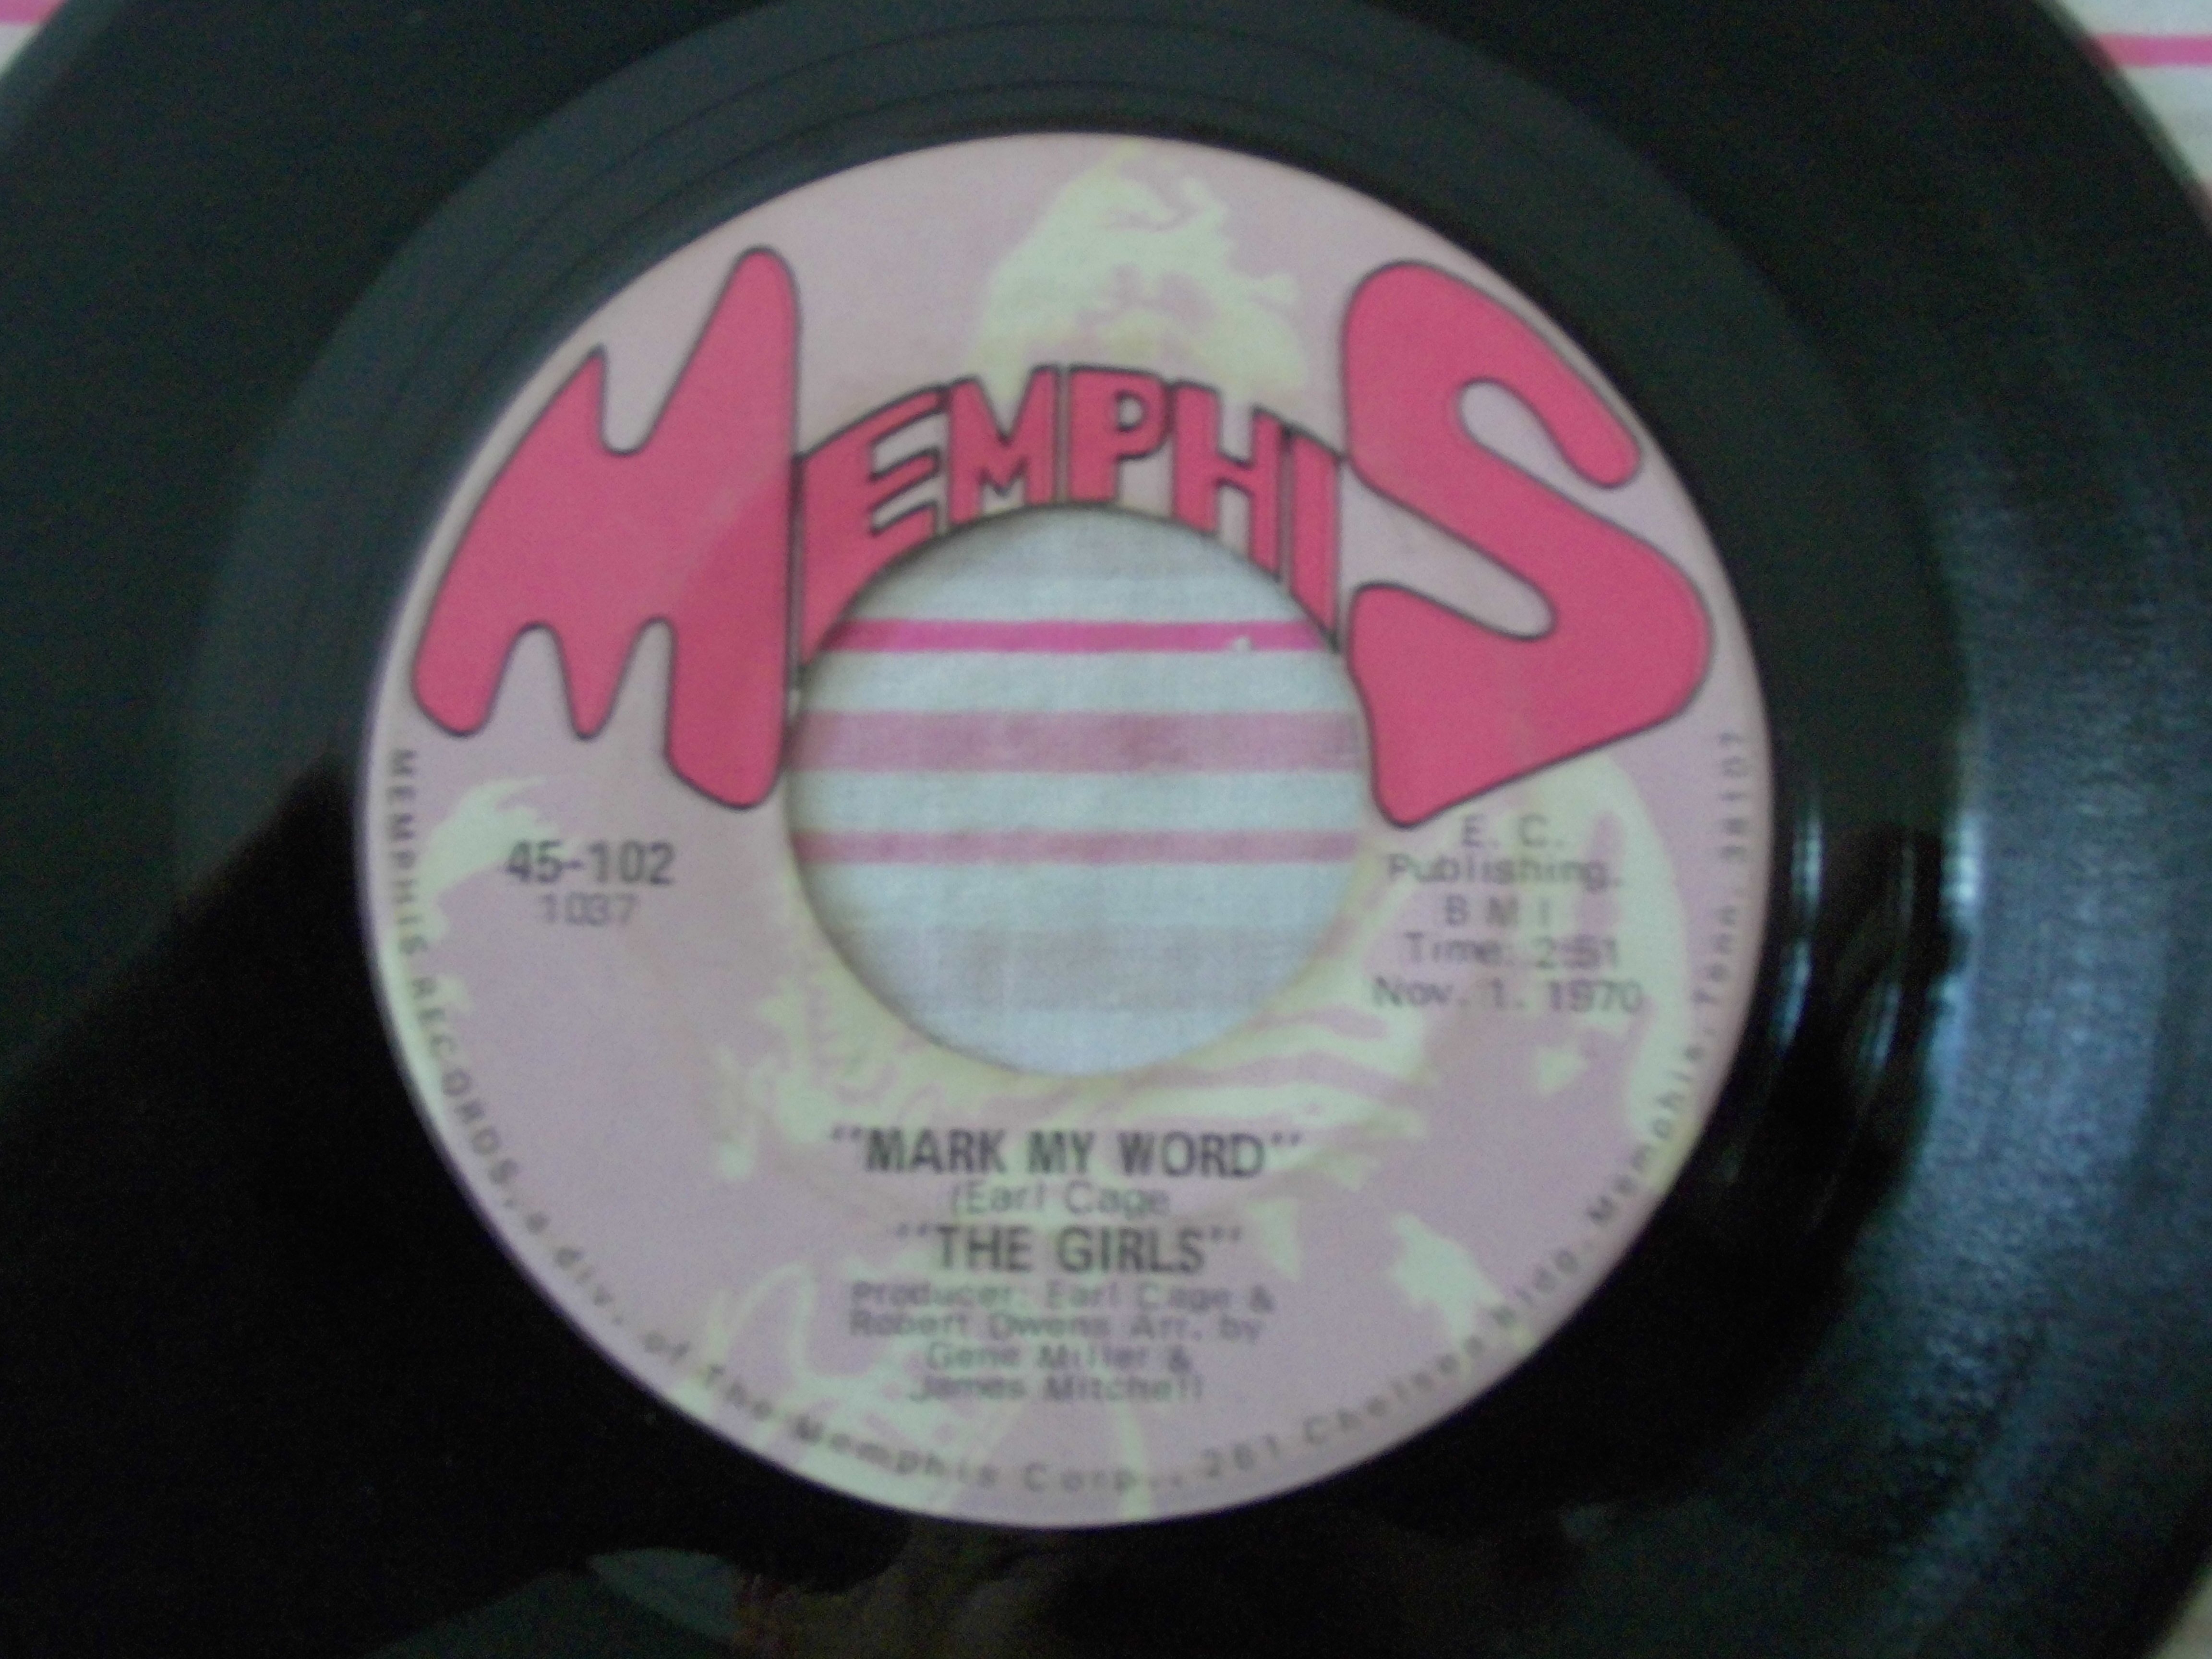 MEMPHIS
45-102
1037
E. C.
Publishing.
BMI
Time: 2:51
Nov. 1. 1970
"MARK MY WORD"
(Earl Cage
"THE GIRLS"
Producer: Earl Cage &
Robert Owens Arr. by
Gene Miller &
James Mitchell
MEMPHIS RECORDS, a div. of The Memphis Corp., 261 Chelsea bldg. Memphis, Tenn. 38107